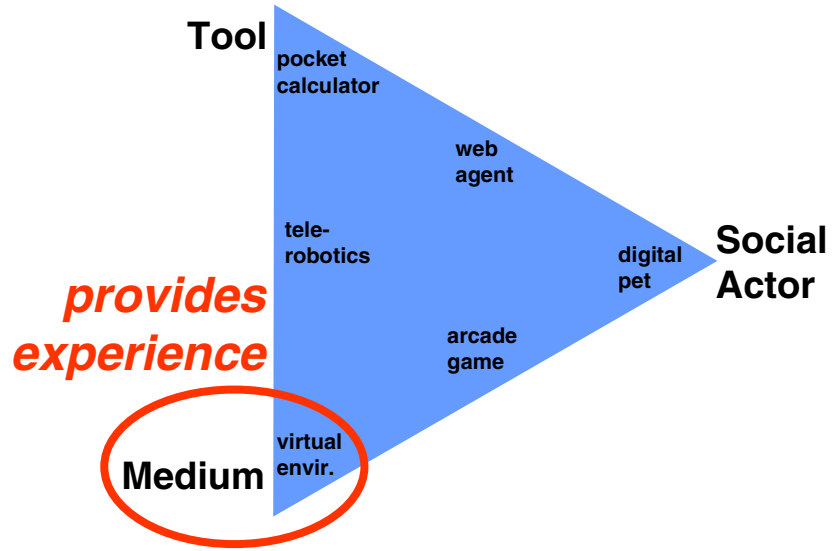 Tool
pocket
calculator
web
agent
tele-
robotics
digital
pet
Social
Actor
provides
experience
arcade
game
virtual
envir.
Medium